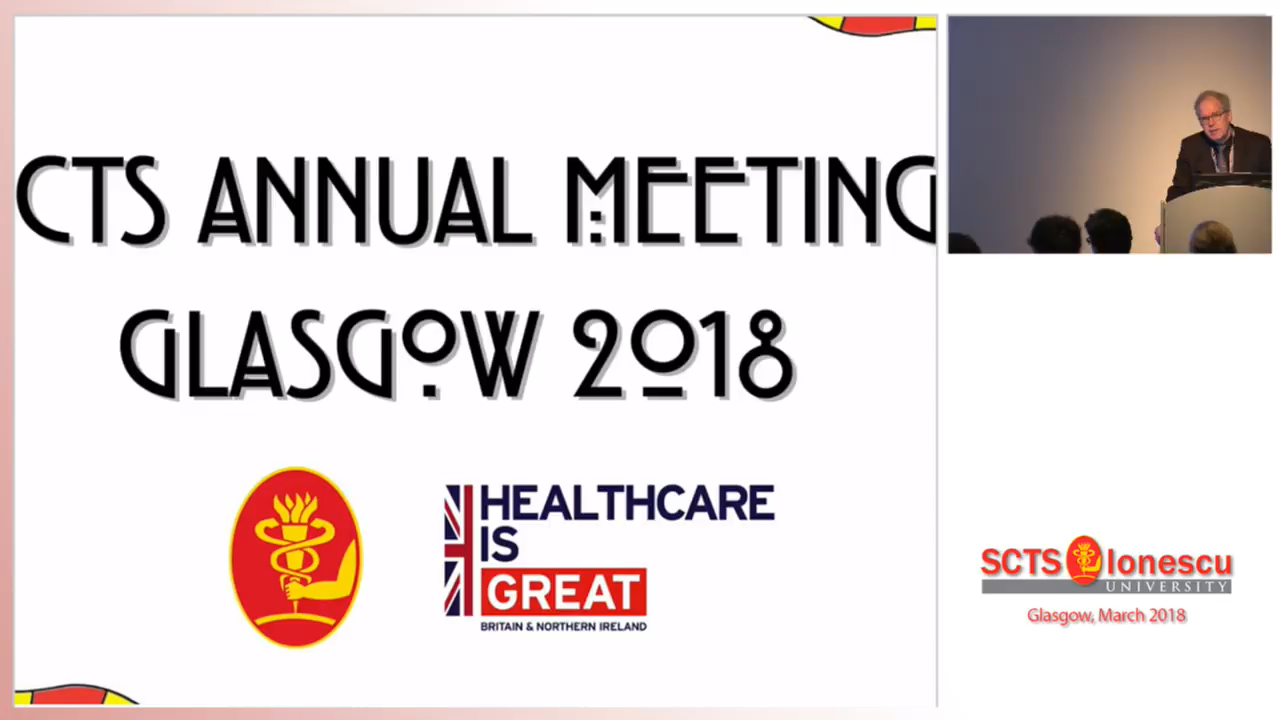 CTS ANNUAL MEETING
GLASGOW 2018
HEALTHCARE
IS
GREAT
BRITAIN & NORTHERN IRELAND
SCTS Ionescu
UNIVERSITY
Glasgow, March 2018